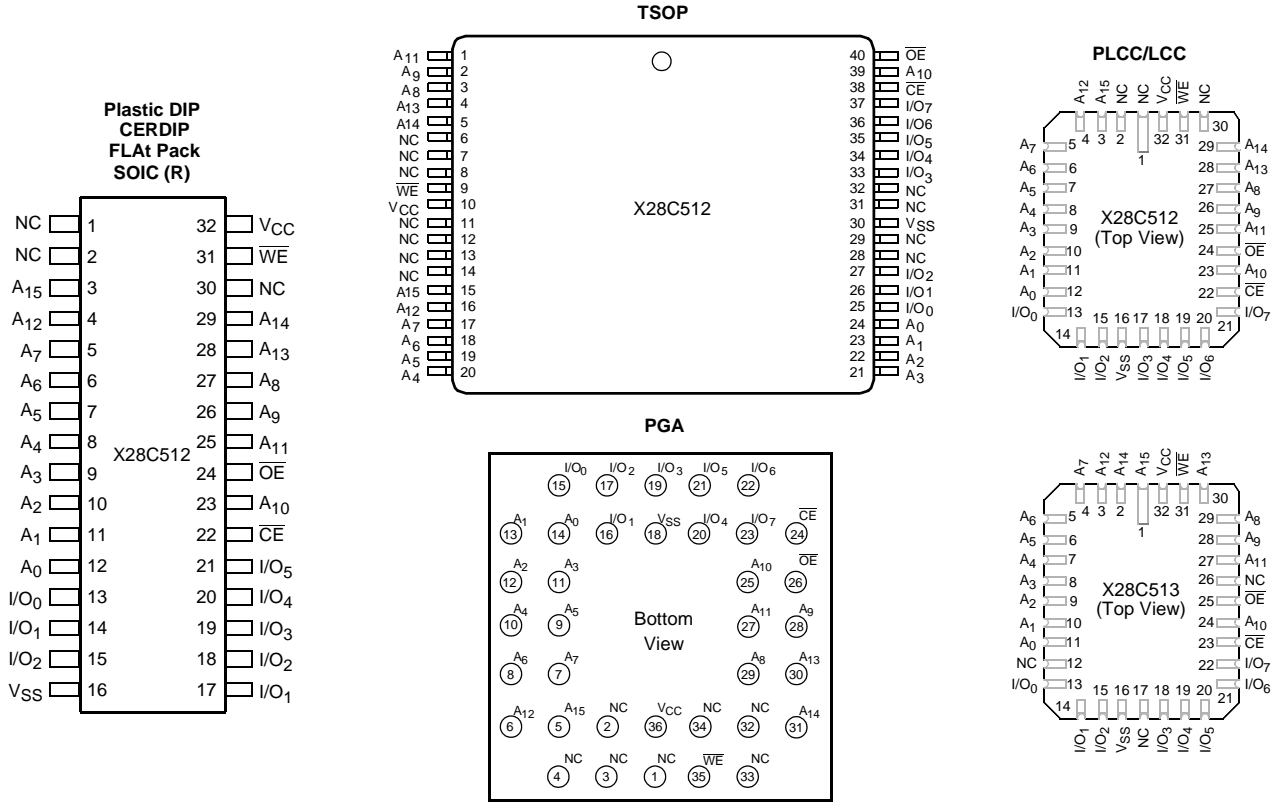 Plastic DIP
CERDIP
FLAt Pack
SOIC (R)
NC 1 32 VCC
NC 2 31 WE
A15 3 30 NC
A12 4 29 A14
A7 5 28 A13
A6 6 27 A8
A5 7 26 A9
A4 8 25 A11
X28C512
A3 9 24 OE
A2 10 23 A10
A1 11 22 CE
A0 12 21 I/O5
I/O0 13 20 I/O4
I/O1 14 19 I/O3
I/O2 15 18 I/O2
VSS 16 17 I/O1
TSOP
A11 1 40 OE
A9 2 39 A10
A8 3 38 CE
A13 4 37 I/O7
A14 5 36 I/O6
NC 6 35 I/O5
NC 7 34 I/O4
NC 8 33 I/O3
WE 9 32 NC
VCC 10 31 NC
X28C512
NC 11 30 VSS
NC 12 29 NC
NC 13 28 NC
NC 14 27 I/O2
A15 15 26 I/O1
A12 16 25 I/O0
A7 17 24 A0
A6 18 23 A1
A5 19 22 A2
A4 20 21 A3
PGA
I/O0 I/O2 I/O3 I/O5 I/O6
15 17 19 21 22
A1 A0 I/O1 VSS I/O4 I/O7 CE
13 14 16 18 20 23 24
A2 A3 A10 OE
12 11 25 26
A4 A5 A11 A9
10 9 27 28
Bottom
View
A6 A7 A8 A13
8 7 29 30
A12 A15 NC VCC NC NC A14
6 5 2 36 34 32 31
NC NC NC WE NC
4 3 1 35 33
PLCC/LCC
A12 A15 NC NC VCC WE NC
4 3 2 1 32 31 30
A7 5 29 A14
A6 6 28 A13
A5 7 27 A8
A4 8 26 A9
A3 9 25 A11
X28C512
(Top View)
A2 10 24 OE
A1 11 23 A10
A0 12 22 CE
I/O0 13 21 I/O7
14 15 16 17 18 19 20
I/O1 I/O2 VSS I/O3 I/O4 I/O5 I/O6
A7 A12 A14 A15 VCC WE A13
4 3 2 1 32 31 30
A6 5 29 A8
A5 6 28 A9
A4 7 27 A11
A3 8 26 NC
A2 9 25 OE
X28C513
(Top View)
A1 10 24 A10
A0 11 23 CE
NC 12 22 I/O7
I/O0 13 21 I/O6
14 15 16 17 18 19 20
I/O1 I/O2 VSS NC I/O3 I/O4 I/O5